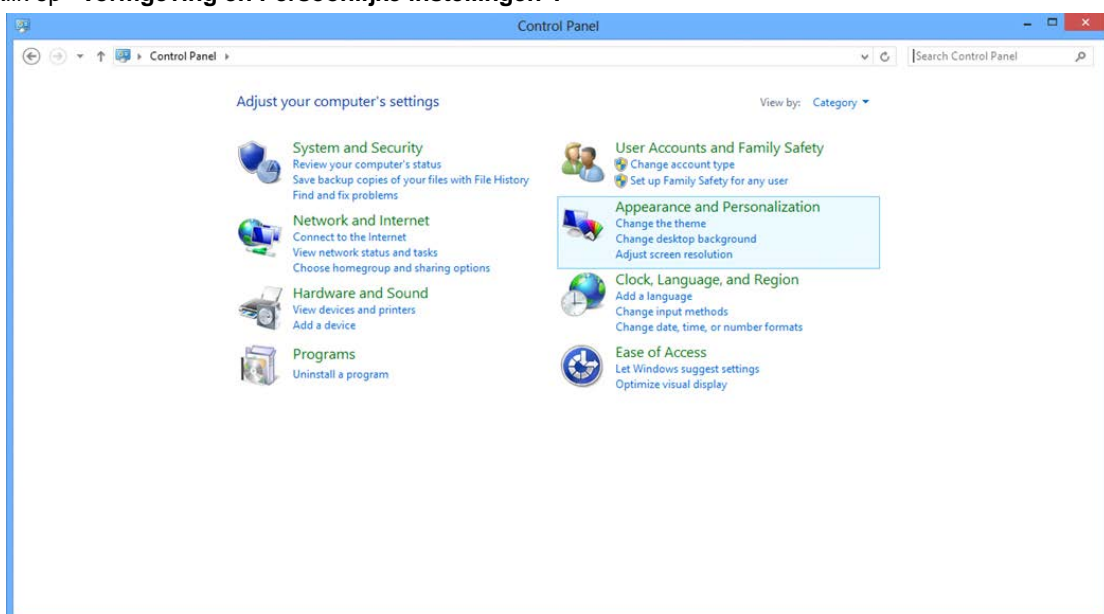 op "Vormgeving en Persoonlijke instellingen".
Control Panel
Control Panel
Search Control Panel
Adjust your computer's settings
View by: Category
System and Security
Review your computer's status
Save backup copies of your files with File History
Find and fix problems
Network and Internet
Connect to the Internet
View network status and tasks
Choose homegroup and sharing options
Hardware and Sound
View devices and printers
Add a device
Programs
Uninstall a program
User Accounts and Family Safety
Change account type
Set up Family Safety for any user
Appearance and Personalization
Change the theme
Change desktop background
Adjust screen resolution
Clock, Language, and Region
Add a language
Change input methods
Change date, time, or number formats
Ease of Access
Let Windows suggest settings
Optimize visual display